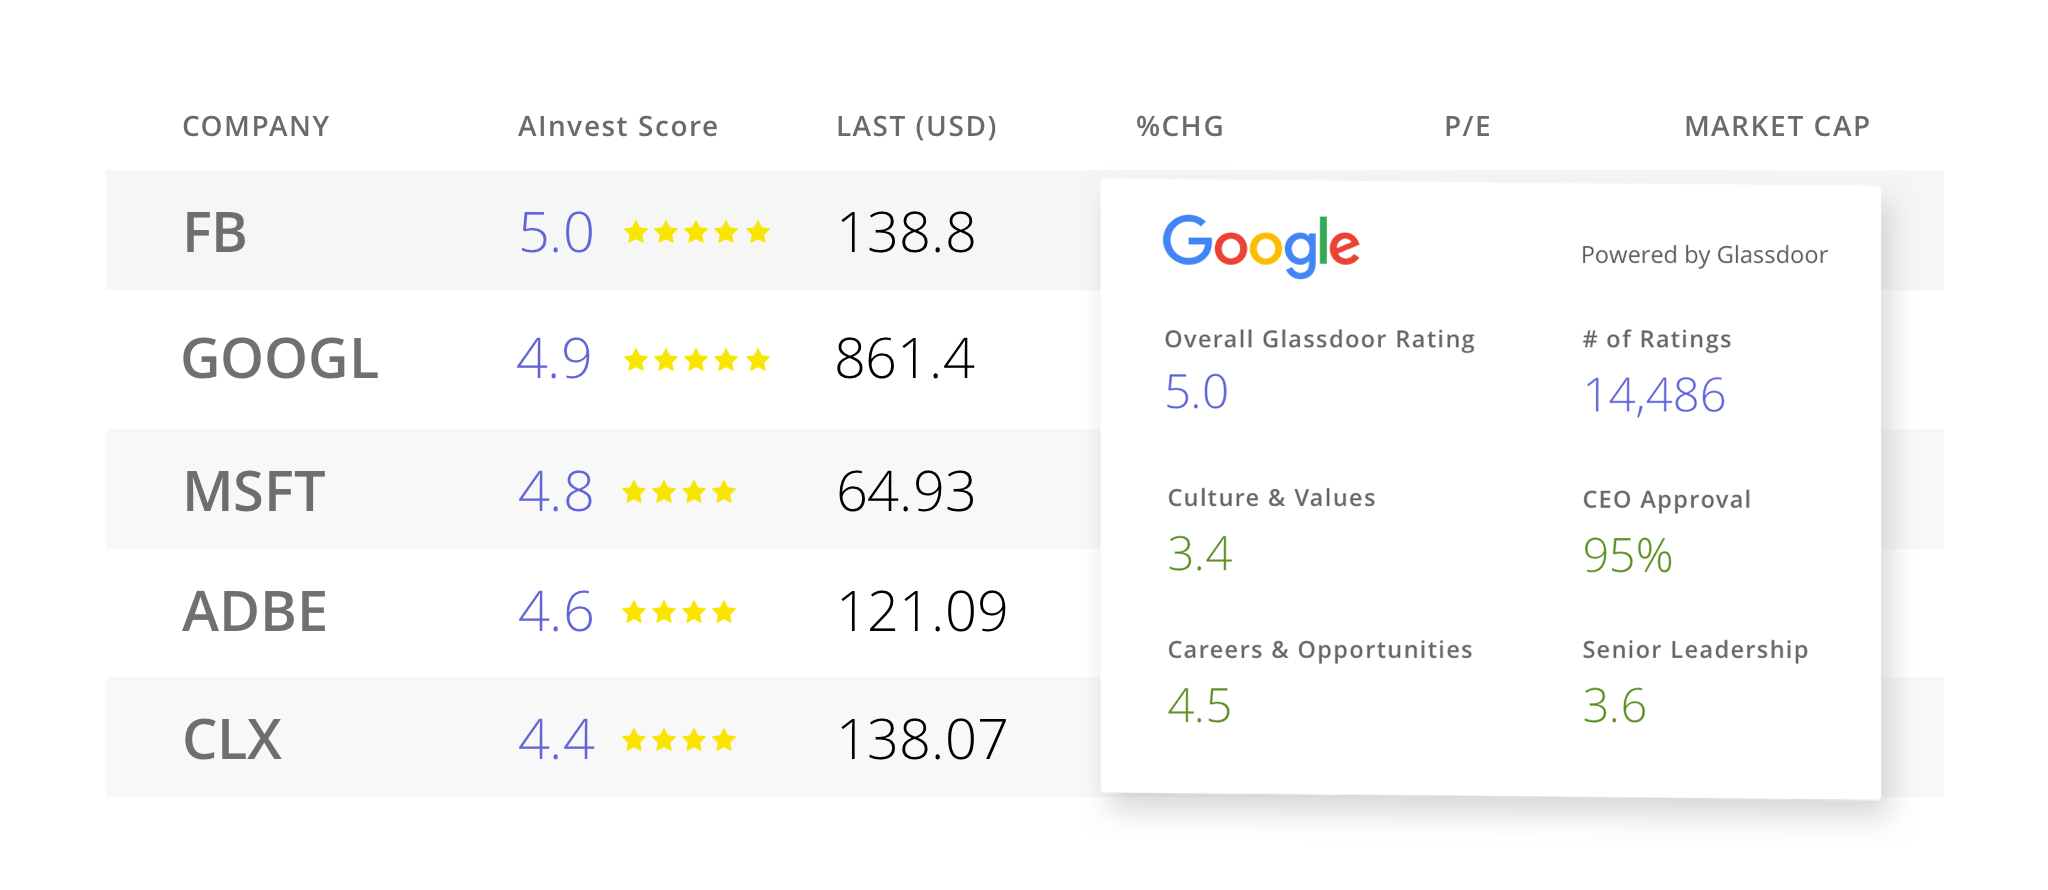 COMPANY AInvest Score LAST (USD) %CHG P/E MARKET CAP
FB 5.0 138.8
GOOGL 4.9 861.4
MSFT 4.8 64.93
ADBE 4.6 121.09
CLX 4.4 138.07
Google Powered by Glassdoor
Overall Glassdoor Rating # of Ratings
5.0 14,486
Culture & Values CEO Approval
3.4 95%
Careers & Opportunities Senior Leadership
4.5 3.6